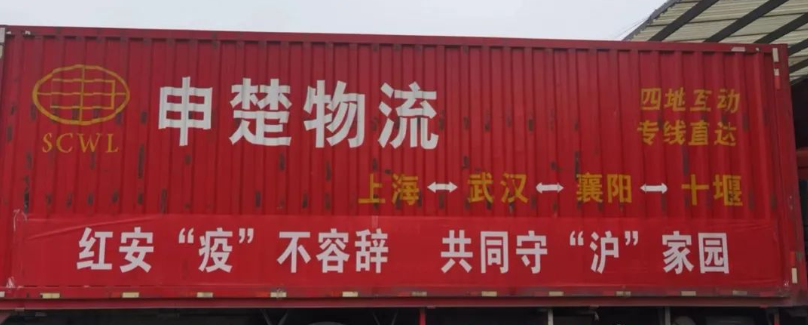 申楚物流
SCWL
四地互动
专线直达
上海↔武汉↔襄阳↔十堰
红安“疫”不容辞 共同守“沪”家园